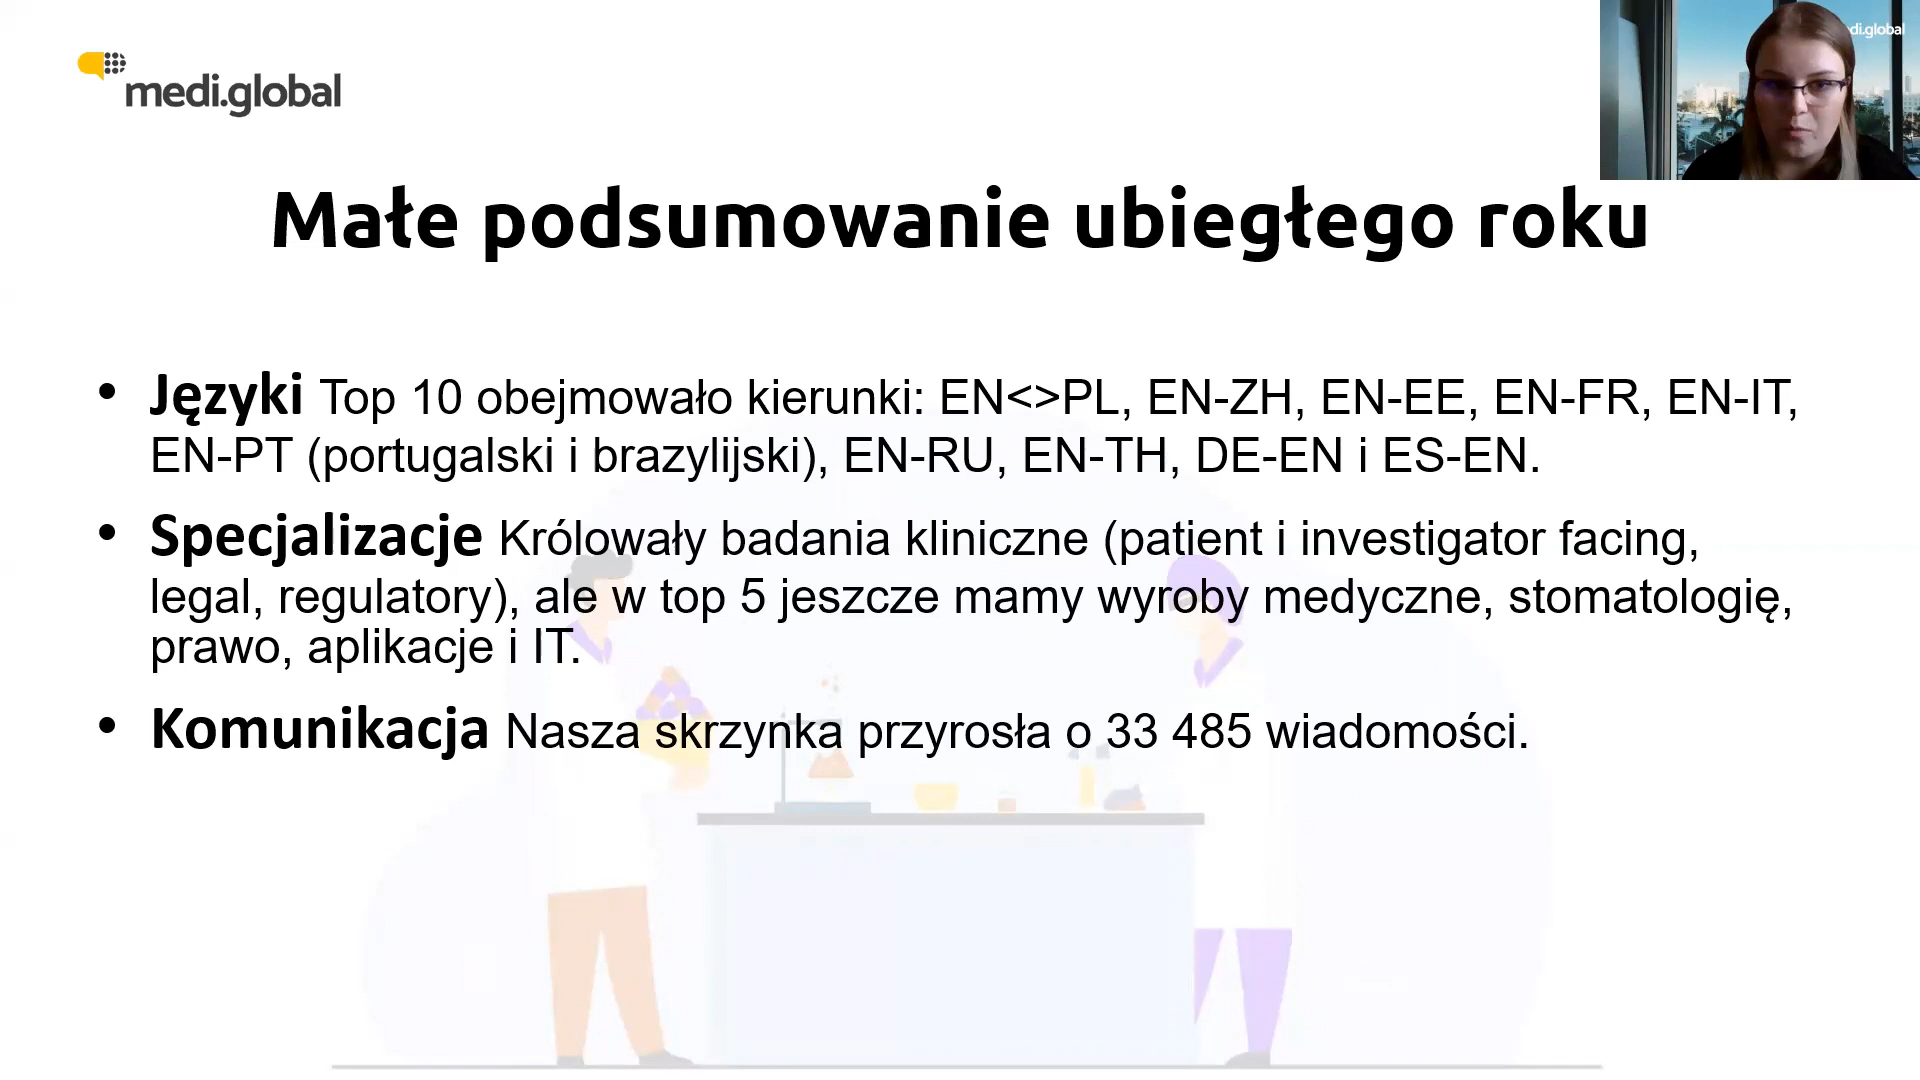 medi.global
di.global
Małe podsumowanie ubiegłego roku
• Języki Top 10 obejmowało kierunki: EN<>PL, EN-ZH, EN-EE, EN-FR, EN-IT,
EN-PT (portugalski i brazylijski), EN-RU, EN-TH, DE-EN i ES-EN.
• Specjalizacje Królowały badania kliniczne (patient i investigator facing,
legal, regulatory), ale w top 5 jeszcze mamy wyroby medyczne, stomatologię,
prawo, aplikacje i IT.
• Komunikacja Nasza skrzynka przyrosła o 33 485 wiadomości.